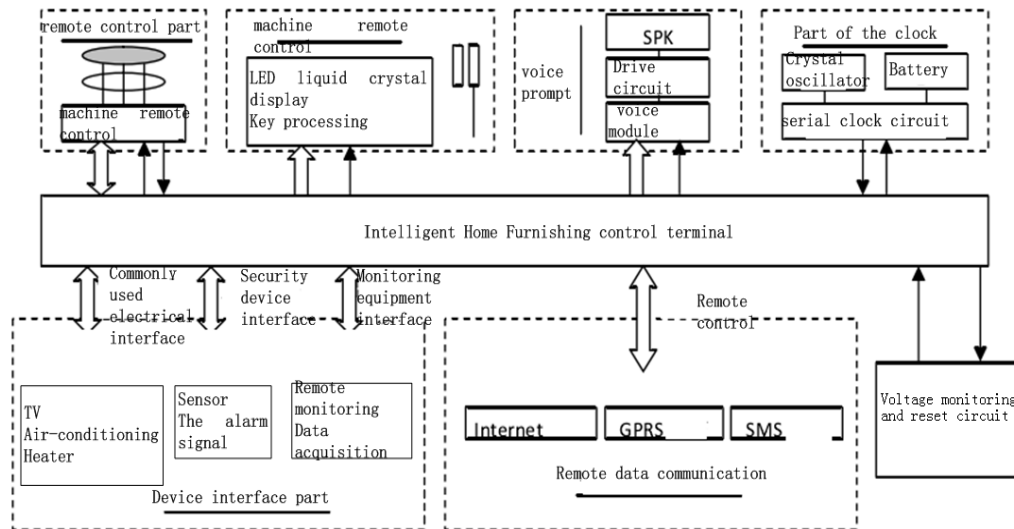 remote control part
machine remote
control
machine remote
control
LED liquid crystal
display
Key processing
voice
prompt
SPK
Drive circuit
voice
module
Part of the clock
Crystal
oscillator
Battery
serial clock circuit
Intelligent Home Furnishing control terminal
Commonly
used
electrical
interface
Security
device
interface
Monitoring
equipment
interface
Remote
control
TV
Air-conditioning
Heater
Sensor
The alarm
signal
Remote
monitoring
Data
acquisition
Device interface part
Internet
GPRS
SMS
Remote data communication
Voltage monitoring
and reset circuit